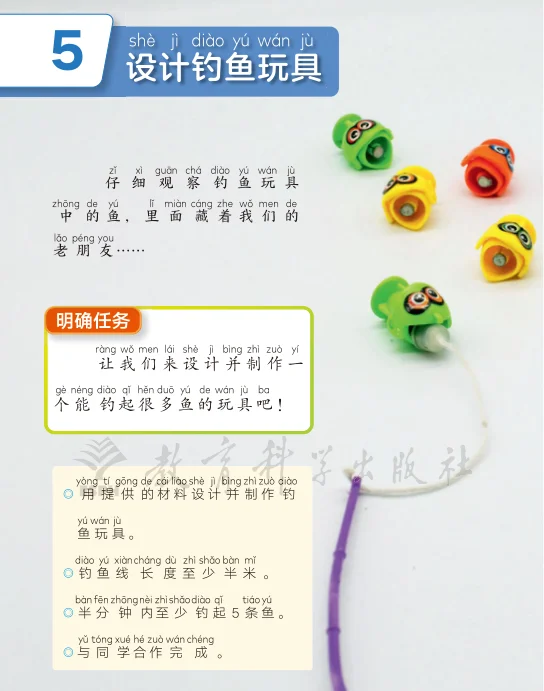 5
shè jì diào yú wán jù
设计钓鱼玩具
zǐ xì guān chá diào yú wán jù
仔细观察钓鱼玩具
zhōng de yú lǐ miàn cáng zhe wǒ men de
中的鱼，里面藏着我们的
lǎo péng you
老朋友……
明确任务
ràng wǒ men lái shè jì bìng zhì zuò yí
让我们来设计并制作一
gè néng diào qǐ hěn duō yú de wán jù ba
个能钓起很多鱼的玩具吧！
教育科学出版社
yòng tí gōng de cái liào shè jì bìng zhì zuò diào
◎ 用提供的材料设计并制作钓
yú wán jù
鱼玩具。
diào yú xiàn cháng dù zhì shǎo bàn mǐ
◎ 钓鱼线长度至少半米。
bàn fēn zhōng nèi zhì shǎo diào qǐ tiáo yú
◎ 半分钟内至少钓起5条鱼。
yǔ tóng xué hé zuò wán chéng
◎ 与同学合作完成。